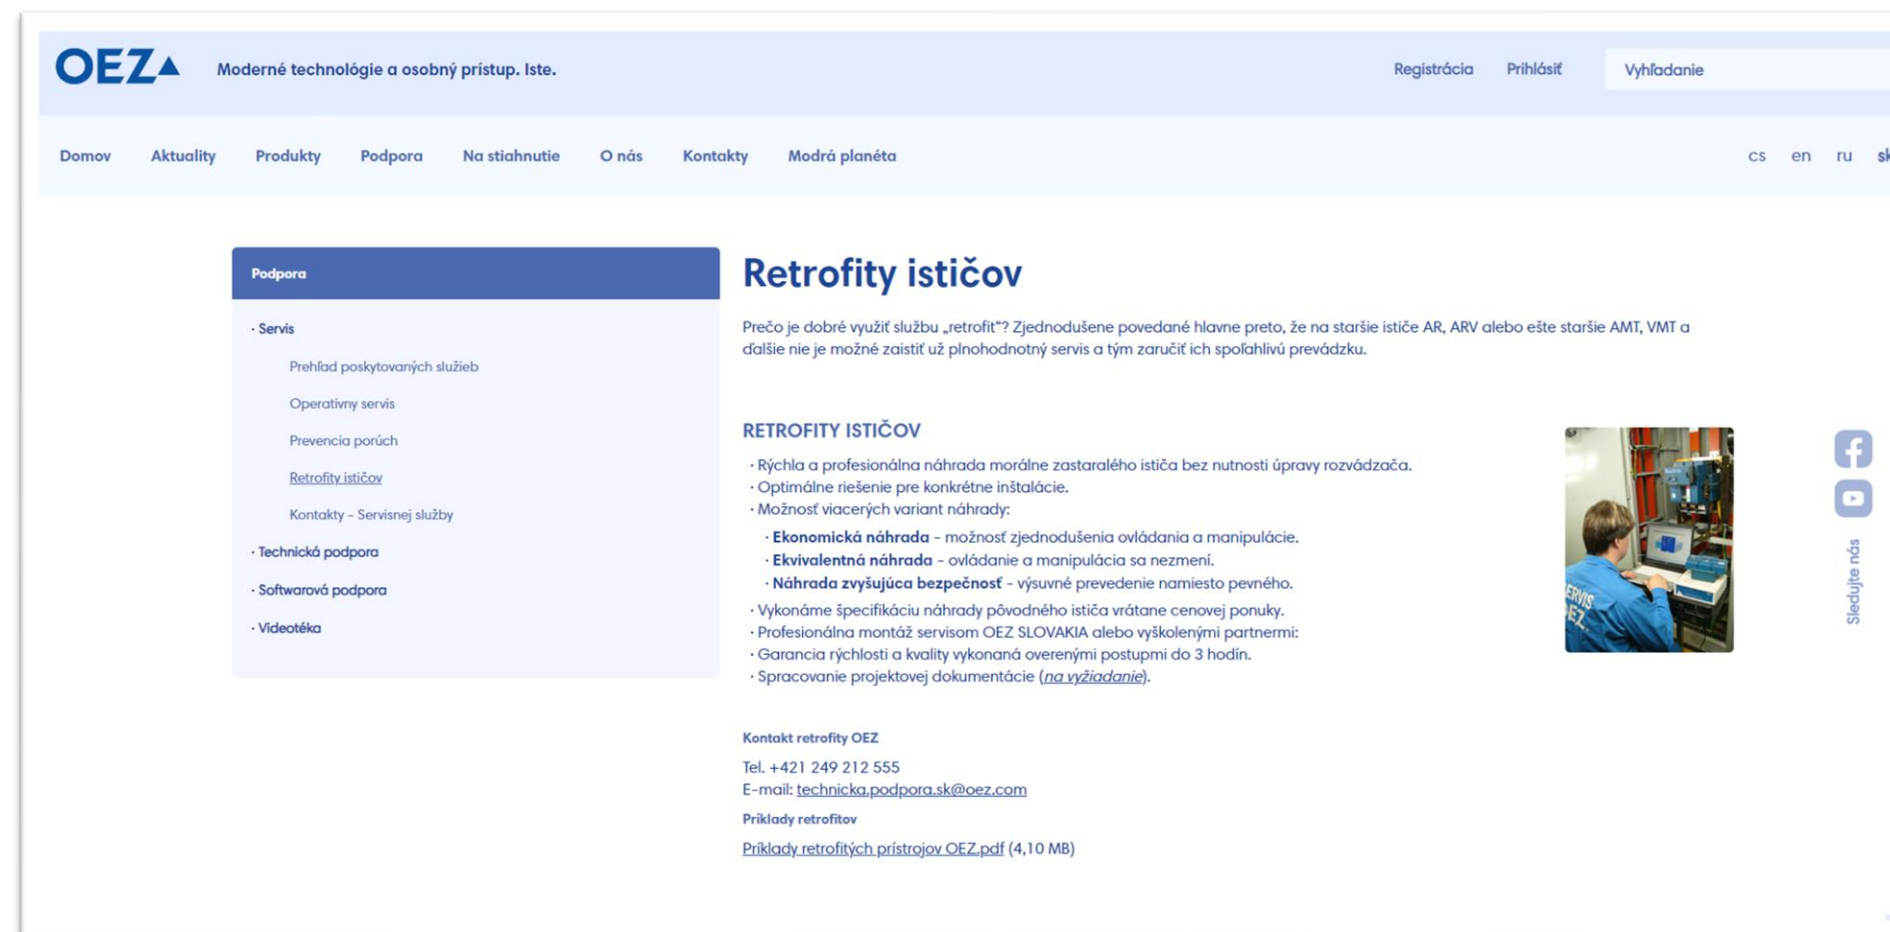 OEZ
Moderné technológie a osobný prístup. Iste.
Registrácia
Prihlásiť
Vyhľadanie
Domov
Aktuality
Produkty
Podpora
Na stiahnutie
O nás
Kontakty
Modrá planéta
cs
en
ru
sk
Podpora
· Servis
Prehľad poskytovaných služieb
Operatívny servis
Prevencia porúch
Retrofity ističov
Kontakty - Servisnej služby
· Technická podpora
· Softwarová podpora
· Videotéka
Retrofity ističov
Prečo je dobré využiť službu „retrofit“? Zjednodušene povedané hlavne preto, že na staršie ističe AR, ARV alebo ešte staršie AMT, VMT a
ďalšie nie je možné zaistiť už plnohodnotný servis a tým zaručiť ich spoľahlivú prevádzku.
RETROFITY ISTIČOV
· Rýchla a profesionálna náhrada morálne zastaralého ističa bez nutnosti úpravy rozvádzača.
· Optimálne riešenie pre konkrétne inštalácie.
· Možnosť viacerých variant náhrady:
· Ekonomická náhrada - možnosť zjednodušenia ovládania a manipulácie.
· Ekvivalentná náhrada - ovládanie a manipulácia sa nezmení.
· Náhrada zvyšujúca bezpečnosť - výsuvné prevedenie namiesto pevného.
· Vykonáme špecifikáciu náhrady pôvodného ističa vrátane cenovej ponuky.
· Profesionálna montáž servisom OEZ SLOVAKIA alebo vyškolenými partnermi:
· Garancia rýchlosti a kvality vykonaná overenými postupmi do 3 hodín.
· Spracovanie projektovej dokumentácie (na vyžiadanie).
SERVIS
OEZ
Sledujte nás
Kontakt retrofity OEZ
Tel. +421 249 212 555
E-mail: technicka.podpora.sk@oez.com
Príklady retrofitov
Príklady retrofitých prístrojov OEZ.pdf (4,10 MB)